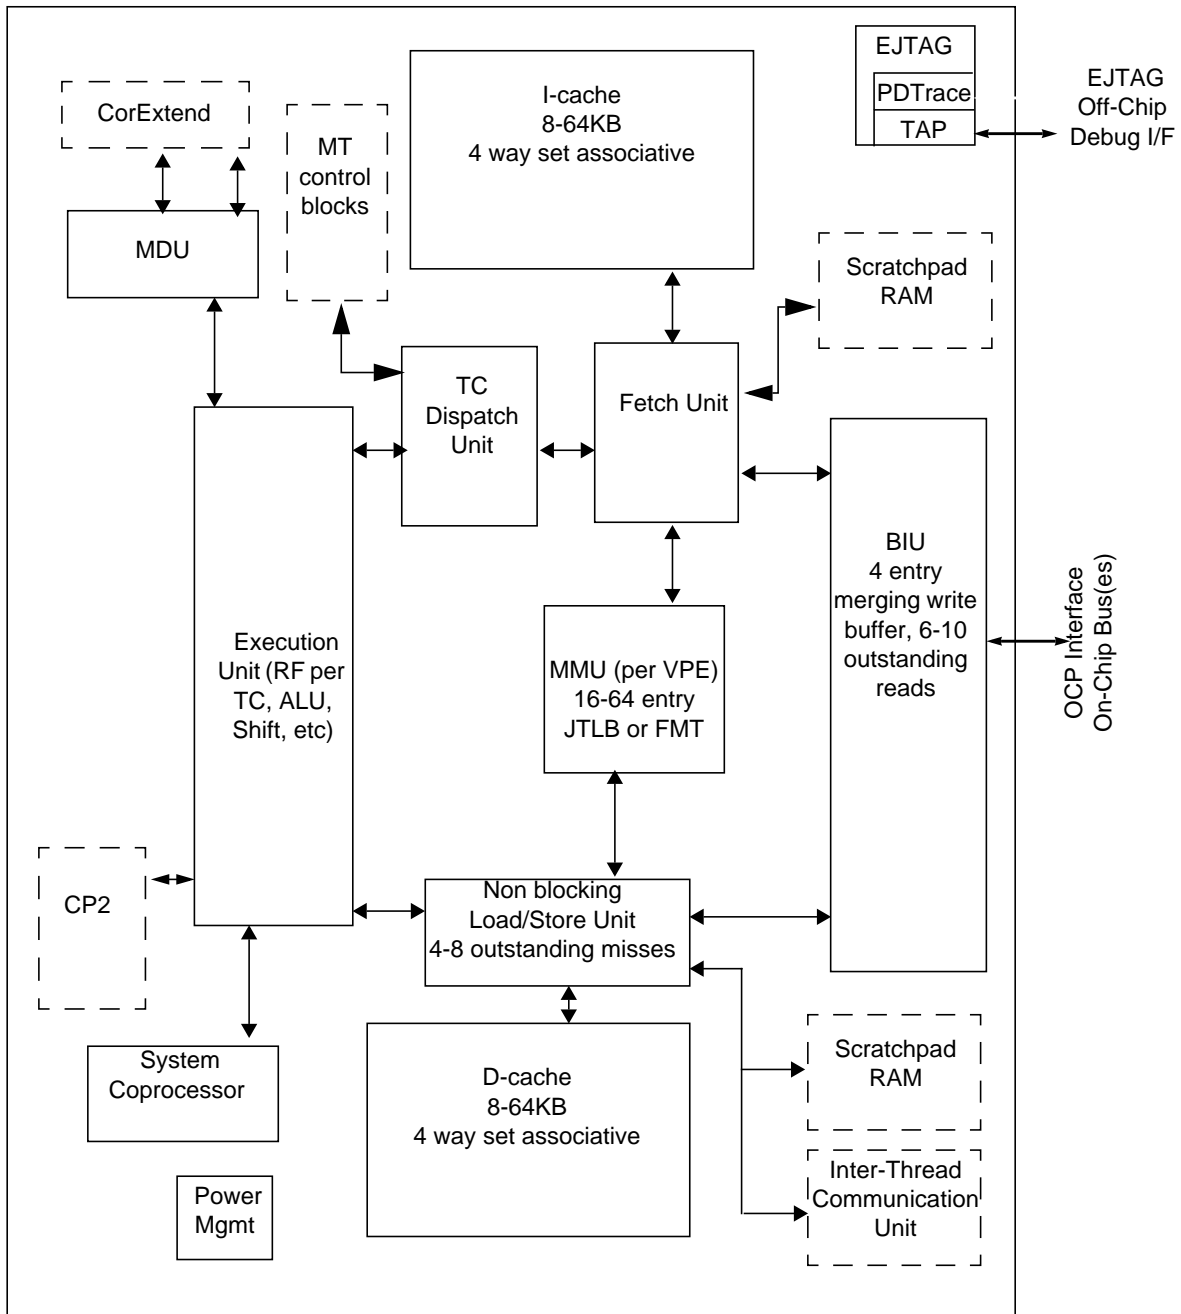 EJTAG
PDTrace
TAP
EJTAG
Off-Chip
Debug I/F
I-cache
8-64KB
4 way set associative
CorExtend
MT
control
blocks
MDU
Scratchpad
RAM
TC
Dispatch
Unit
Fetch Unit
BIU
4 entry
merging write
buffer, 6-10
outstanding
reads
OCP Interface
On-Chip Bus(es)
Execution
Unit (RF per
TC, ALU,
Shift, etc)
MMU (per VPE)
16-64 entry
JTLB or FMT
CP2
Non blocking
Load/Store Unit
4-8 outstanding misses
System
Coprocessor
D-cache
8-64KB
4 way set associative
Scratchpad
RAM
Inter-Thread
Communication
Unit
Power
Mgmt